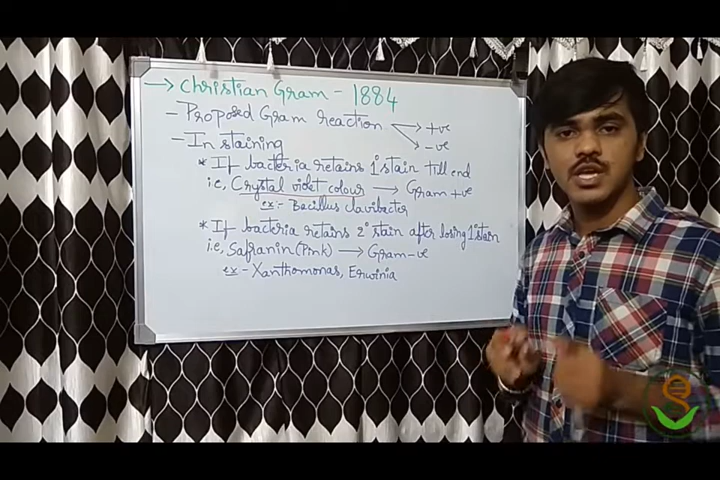 → Christian Gram - 1884
- Proposed Gram reaction → +ve
→ -ve
- In staining
* If bacteria retains 1° stain till end
i.e, Crystal violet colour → Gram +ve
ex:- Bacillus clavibacter
* If bacteria retains 2° stain after losing 1° stain
i.e, Safranin (Pink) → Gram -ve
ex - Xanthomonas, Erwinia